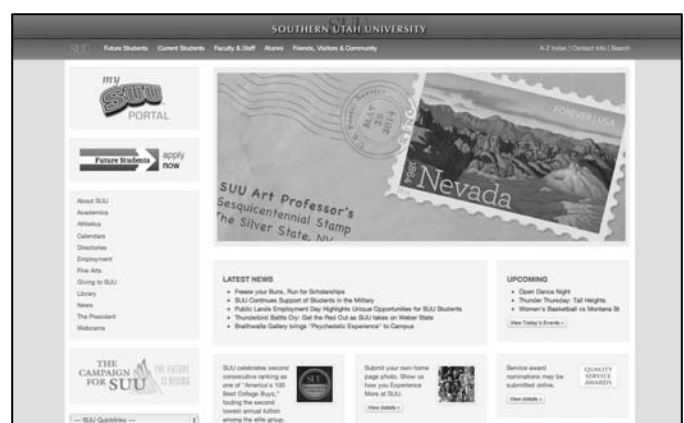 SOUTHERN UTAH UNIVERSITY
SUU Future Students Current Students Faculty & Staff Alumni Friends, Visitors & Community A-Z Index | Contact Info | Search
my
SUU
PORTAL
Future Students apply
now
About SUU
Academics
Athletics
Calendars
Directories
Employment
Fine Arts
Giving to SUU
Library
News
The President
Webcams
THE
CAMPAIGN
FOR SUU
THE FUTURE
IS RISING
--- SUU Quicklinks ---
U.S. Postal Service
MAY
29
2014
FOREVER | USA
1864
Nevada
SUU Art Professor's
Sesquicentennial Stamp
The Silver State, NV
LATEST NEWS
Freeze your Buns, Run for Scholarships
SUU Continues Support of Students in the Military
Public Lands Employment Day Highlights Unique Opportunities for SUU Students
Thunderbird Battle Cry: Get the Red Out as SUU takes on Weber State
Braithwaite Gallery brings "Psychedelic Experience" to Campus
UPCOMING
Open Dance Night
Thunder Thursday: Tall Heights
Women's Basketball vs Montana St
View Today's Events »
SUU celebrates second
consecutive ranking as
one of "America's 100
Best College Buys,"
touting the second
lowest annual tuition
among the elite group.
SUU
Submit your own home
page photo. Show us
how you Experience
More at SUU.
View details »
Service award
nominations may be
submitted online.
View details »
QUALITY
SERVICE
AWARDS